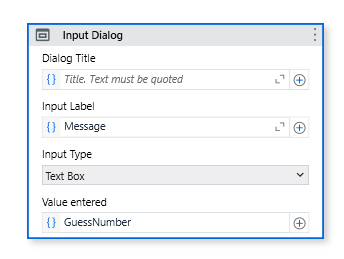 Input Dialog
Dialog Title
{} Title. Text must be quoted
Input Label
{} Message
Input Type
Text Box
Value entered
{} GuessNumber